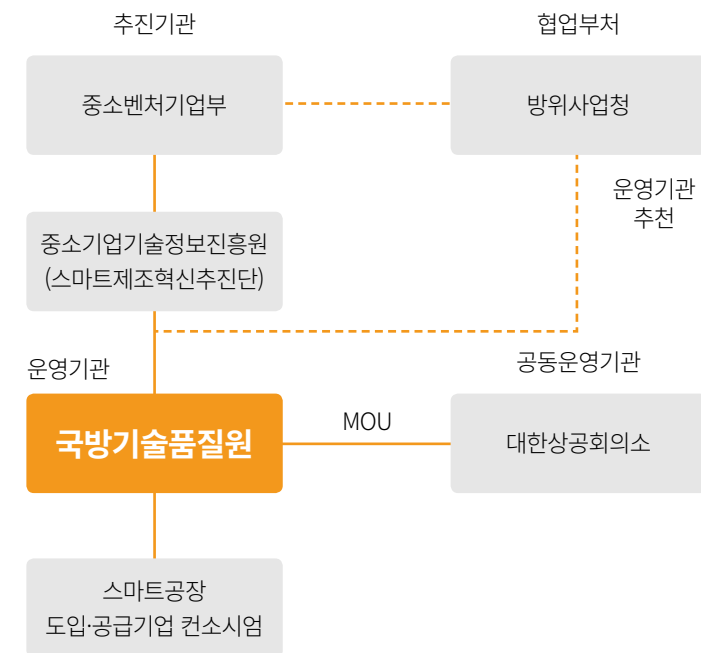 추진기관
협업부처
중소벤처기업부
방위사업청
운영기관
추천
중소기업기술정보진흥원
(스마트제조혁신추진단)
운영기관
공동운영기관
국방기술품질원
MOU
대한상공회의소
스마트공장
도입·공급기업 컨소시엄